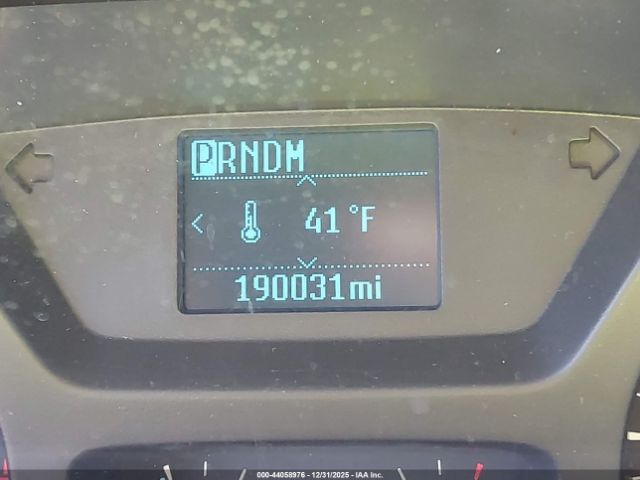 PRNDM
41°F
190031mi
000-44058976 - 12/31/2025 - IAA Inc.